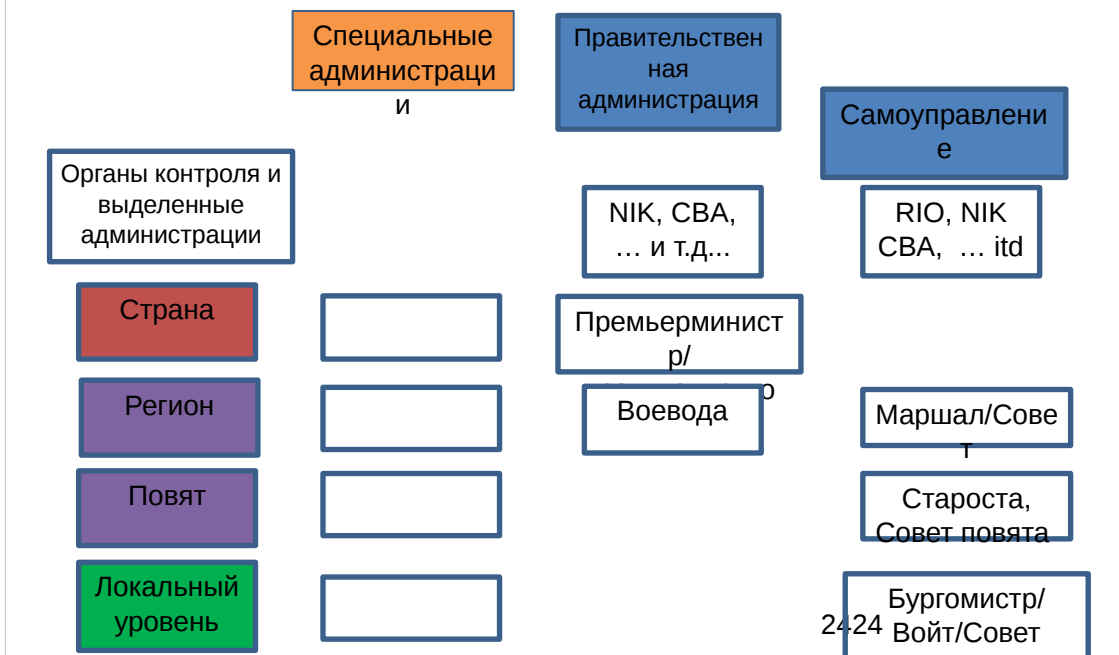 Специальные
администраци
и
Правительствен
ная
администрация
Самоуправлени
е
Органы контроля и
выделенные
администрации
NIK, CBA,
… и т.д...
RIO, NIK
CBA,  … itd
Страна
Премьерминист
р/
Регион
Воевода
Маршал/Сове
т
Повят
Староста,
Совет повята
Локальный
уровень
Бургомистр/
Войт/Совет
2424